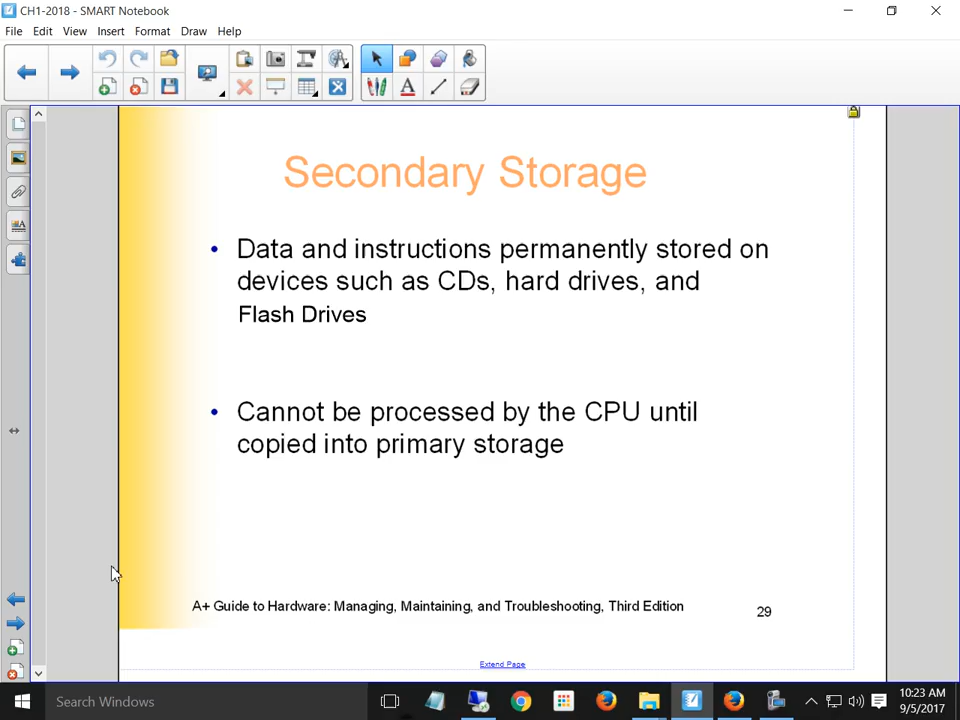 CH1-2018 - SMART Notebook
File Edit View Insert Format Draw Help
Secondary Storage
• Data and instructions permanently stored on
devices such as CDs, hard drives, and
Flash Drives
• Cannot be processed by the CPU until
copied into primary storage
A+ Guide to Hardware: Managing, Maintaining, and Troubleshooting, Third Edition
29
Extend Page
Search Windows
10:23 AM
9/5/2017